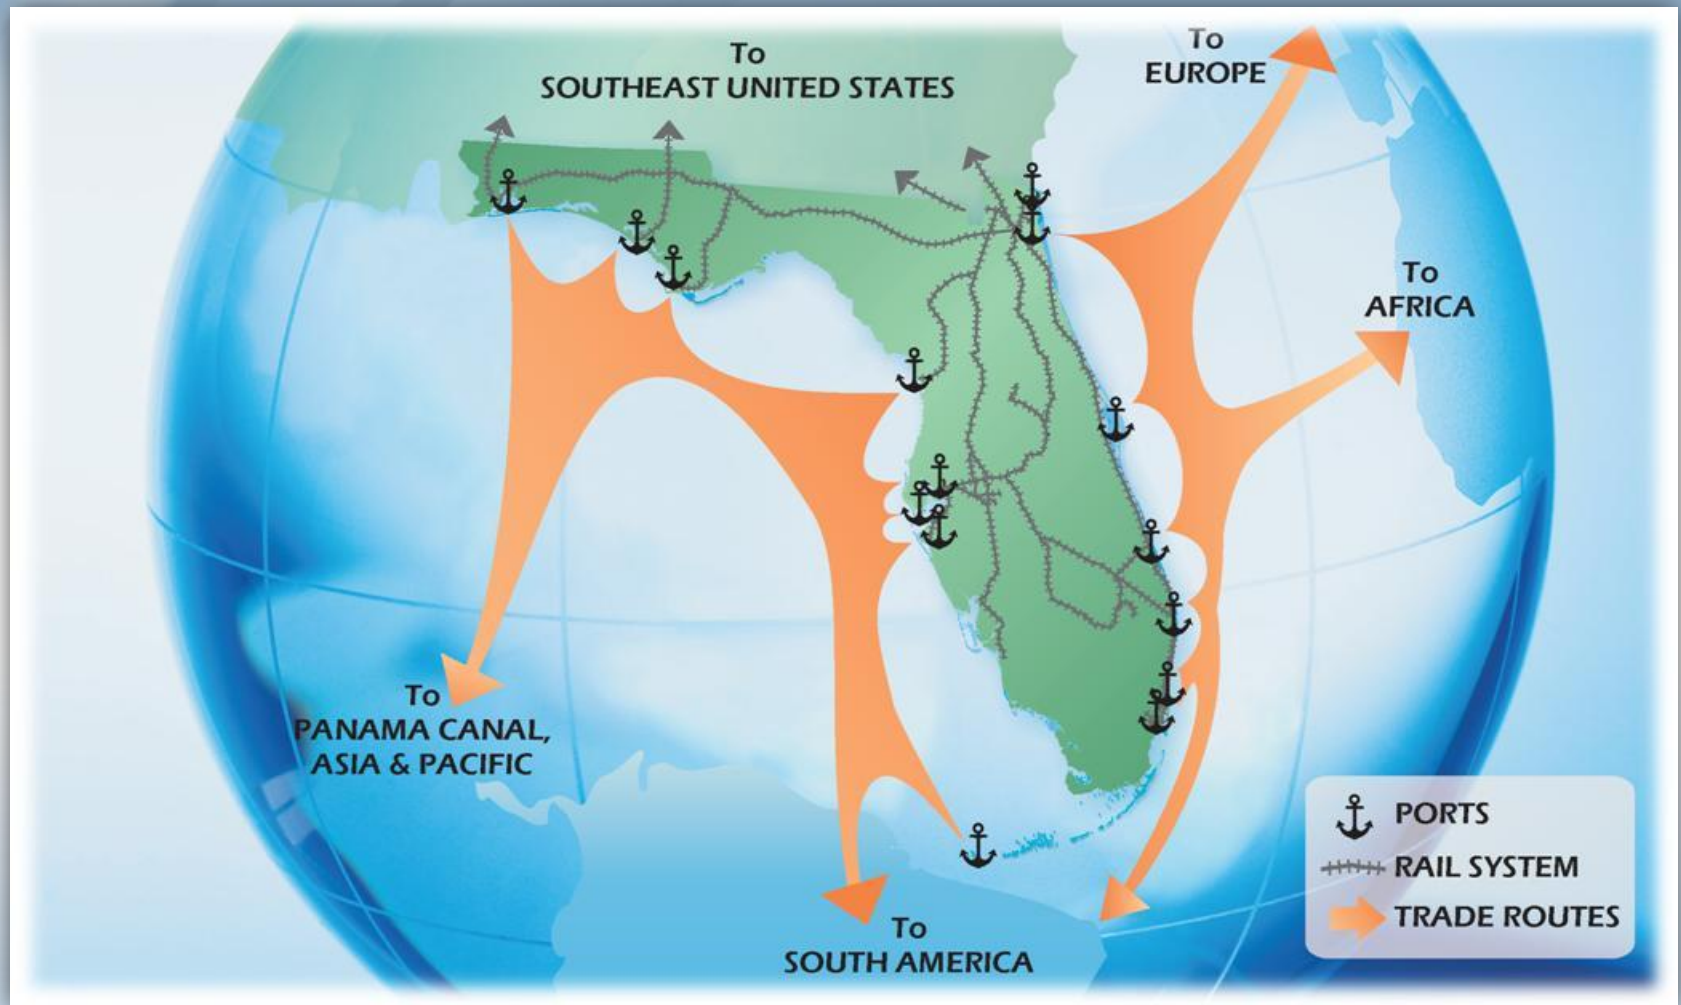 To
SOUTHEAST UNITED STATES
To
EUROPE
To
AFRICA
To
PANAMA CANAL,
ASIA & PACIFIC
To
SOUTH AMERICA
PORTS
RAIL SYSTEM
TRADE ROUTES